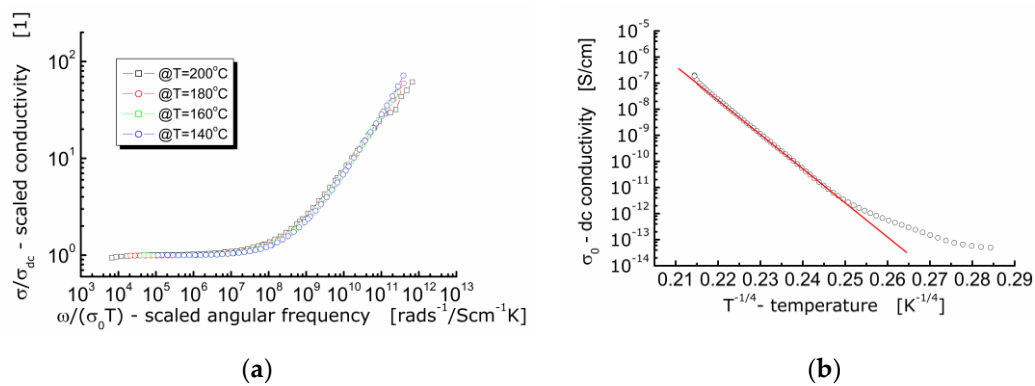 σ/σdc - scaled conductivity [1]
10²
10¹
10⁰
@T=200°C
@T=180°C
@T=160°C
@T=140°C
10³ 10⁴ 10⁵ 10⁶ 10⁷ 10⁸ 10⁹ 10¹⁰ 10¹¹ 10¹² 10¹³
ω/(σ₀T) - scaled angular frequency [rads⁻¹/Scm⁻¹K]
(a)
σ₀ - dc conductivity [S/cm]
10⁻⁵
10⁻⁶
10⁻⁷
10⁻⁸
10⁻⁹
10⁻¹⁰
10⁻¹¹
10⁻¹²
10⁻¹³
10⁻¹⁴
0.21 0.22 0.23 0.24 0.25 0.26 0.27 0.28 0.29
T⁻¹/⁴- temperature [K⁻¹/⁴]
(b)